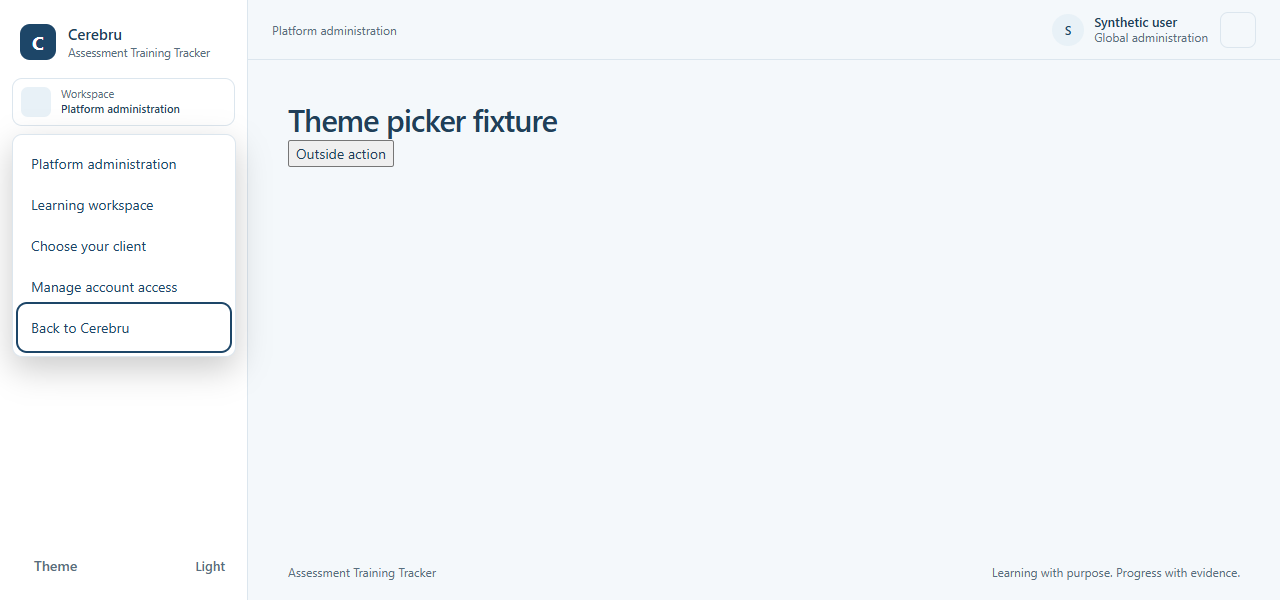 C
Cerebru
Assessment Training Tracker
Workspace
Platform administration
Platform administration
Learning workspace
Choose your client
Manage account access
Back to Cerebru
Theme
Light
Platform administration
S
Synthetic user
Global administration
Theme picker fixture
Outside action
Assessment Training Tracker
Learning with purpose. Progress with evidence.